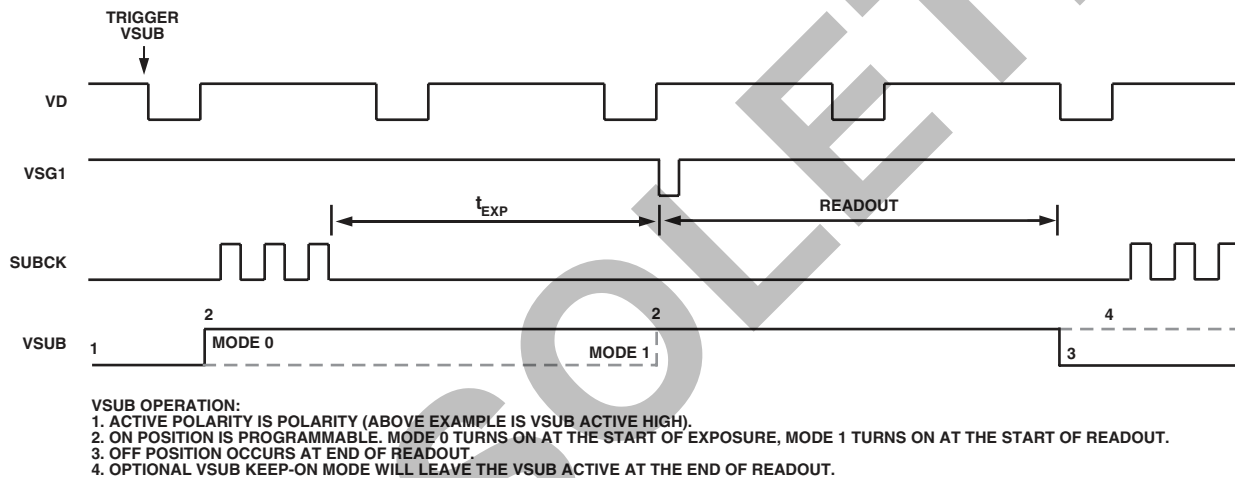 TRIGGER
VSUB
VD
VSG1
tEXP
READOUT
SUBCK
2
2
4
VSUB
1
MODE 0
MODE 1
3
VSUB OPERATION:
1. ACTIVE POLARITY IS POLARITY (ABOVE EXAMPLE IS VSUB ACTIVE HIGH).
2. ON POSITION IS PROGRAMMABLE. MODE 0 TURNS ON AT THE START OF EXPOSURE, MODE 1 TURNS ON AT THE START OF READOUT.
3. OFF POSITION OCCURS AT END OF READOUT.
4. OPTIONAL VSUB KEEP-ON MODE WILL LEAVE THE VSUB ACTIVE AT THE END OF READOUT.
SOLET